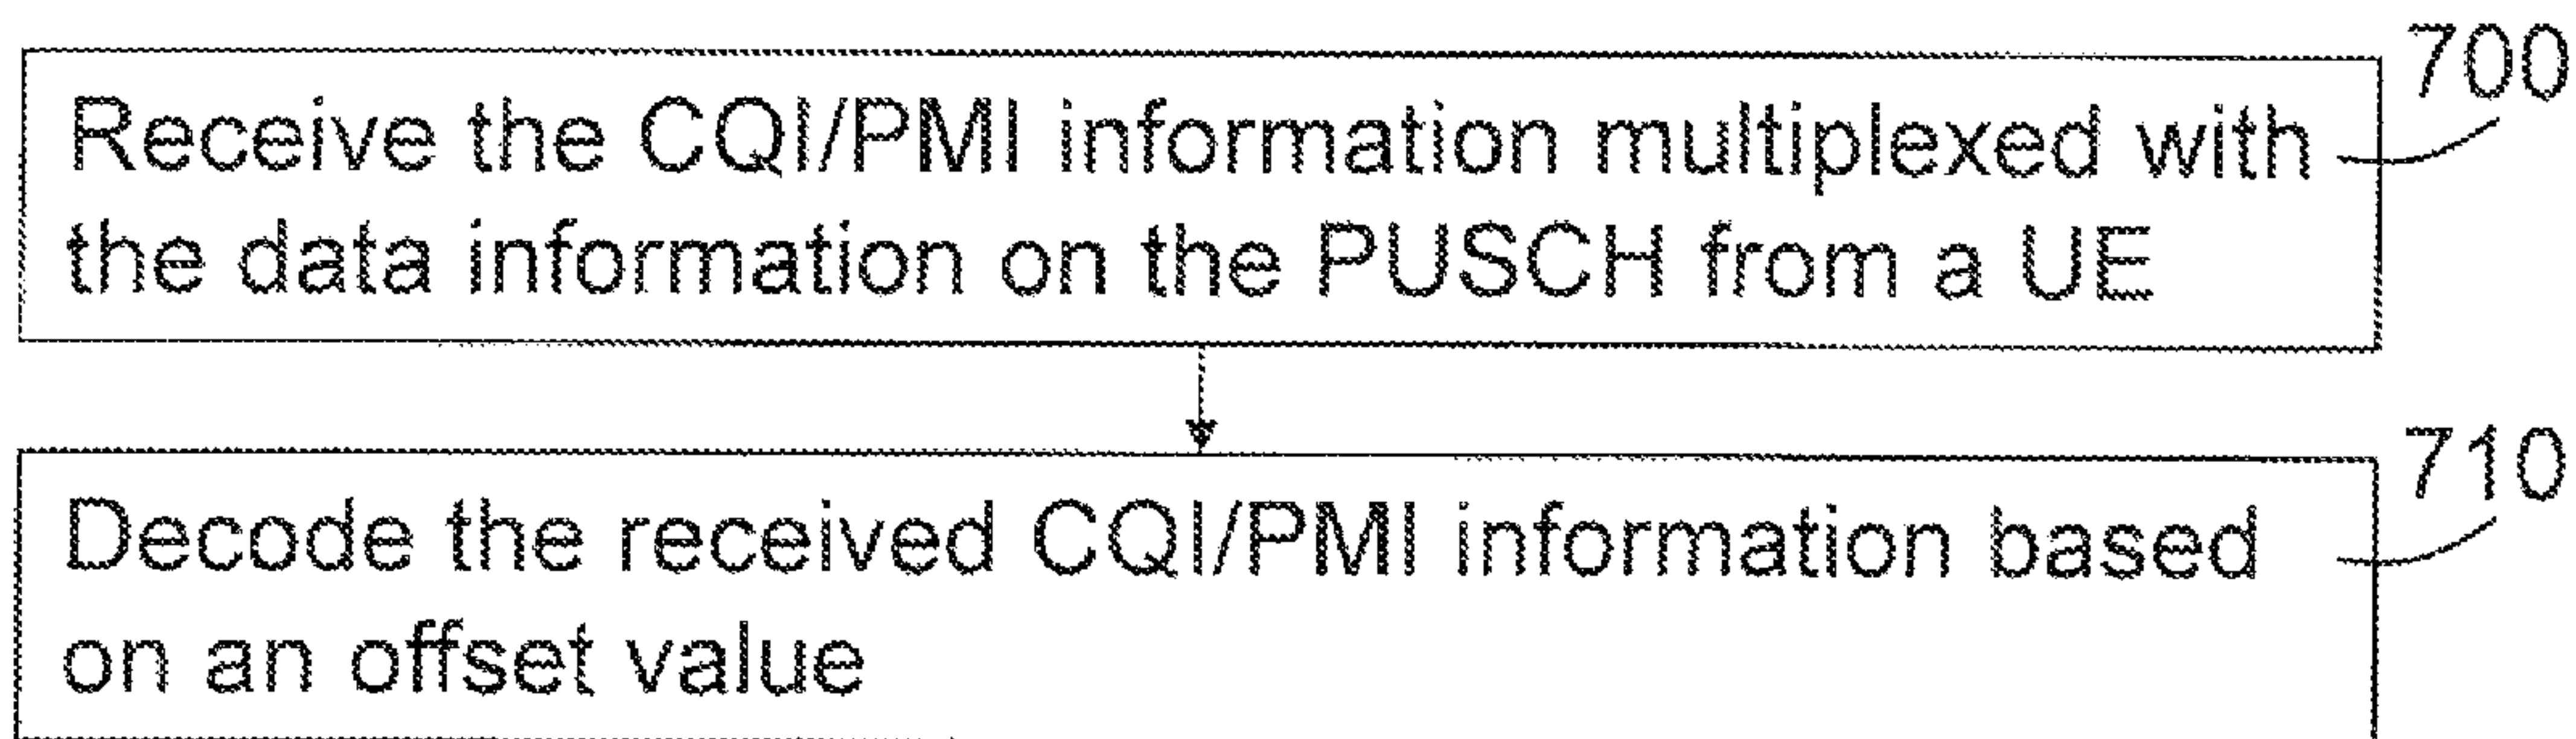 700
Receive the CQI/PMI information multiplexed with
the data information on the PUSCH from a UE
710
Decode the received CQI/PMI information based
on an offset value